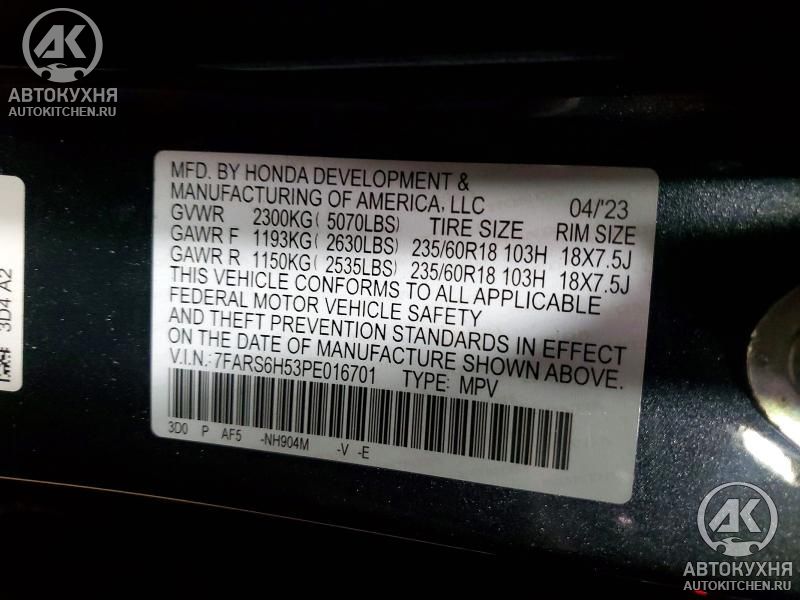 AK
АВТОКУХНЯ
AUTOKITCHEN.RU
3D4 A2
MFD. BY HONDA DEVELOPMENT &
MANUFACTURING OF AMERICA, LLC 04/'23
GVWR 2300KG( 5070LBS) TIRE SIZE RIM SIZE
GAWR F 1193KG( 2630LBS) 235/60R18 103H 18X7.5J
GAWR R 1150KG( 2535LBS) 235/60R18 103H 18X7.5J
THIS VEHICLE CONFORMS TO ALL APPLICABLE
FEDERAL MOTOR VEHICLE SAFETY
AND THEFT PREVENTION STANDARDS IN EFFECT
ON THE DATE OF MANUFACTURE SHOWN ABOVE.
V.I.N.: 7FARS6H53PE016701 TYPE: MPV
3D0 P AF5 -NH904M -V -E
AK
АВТОКУХНЯ
AUTOKITCHEN.RU